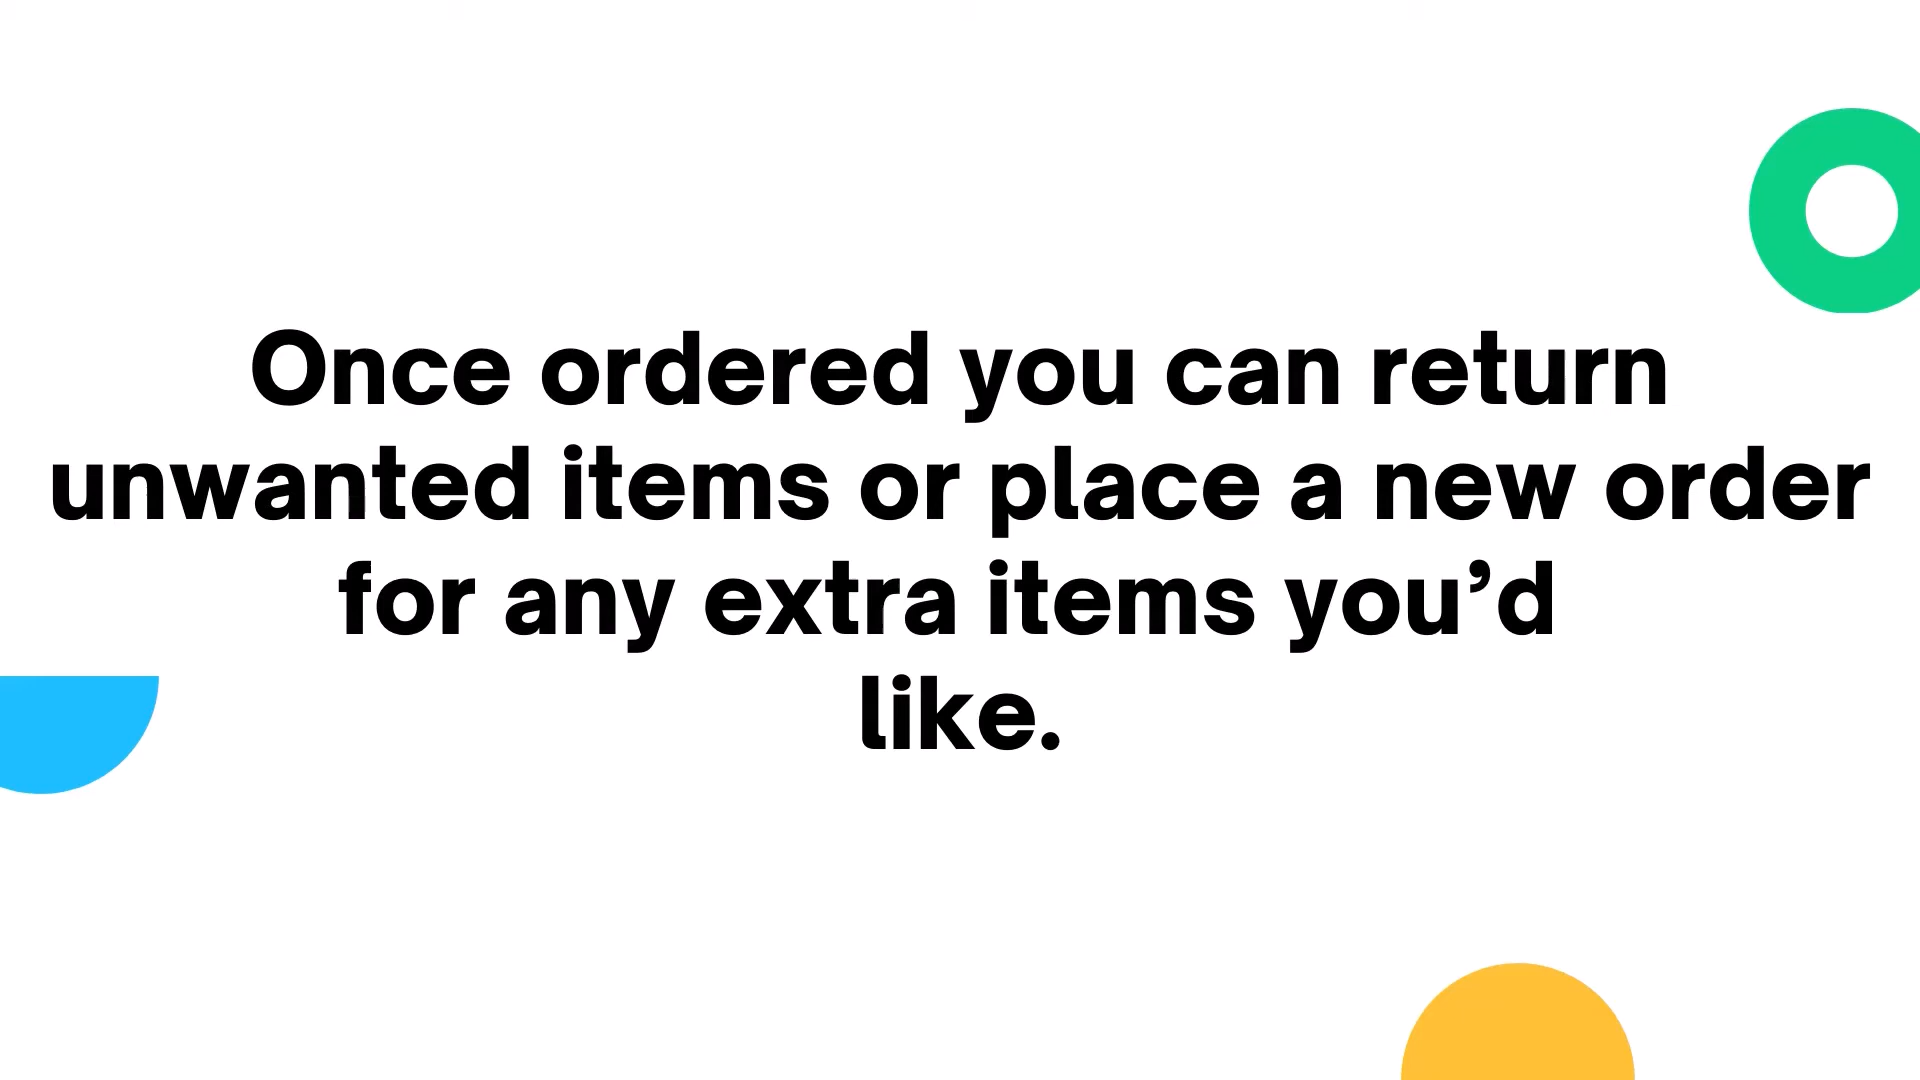 Once ordered you can return
unwanted items or place a new order
for any extra items you’d
like.